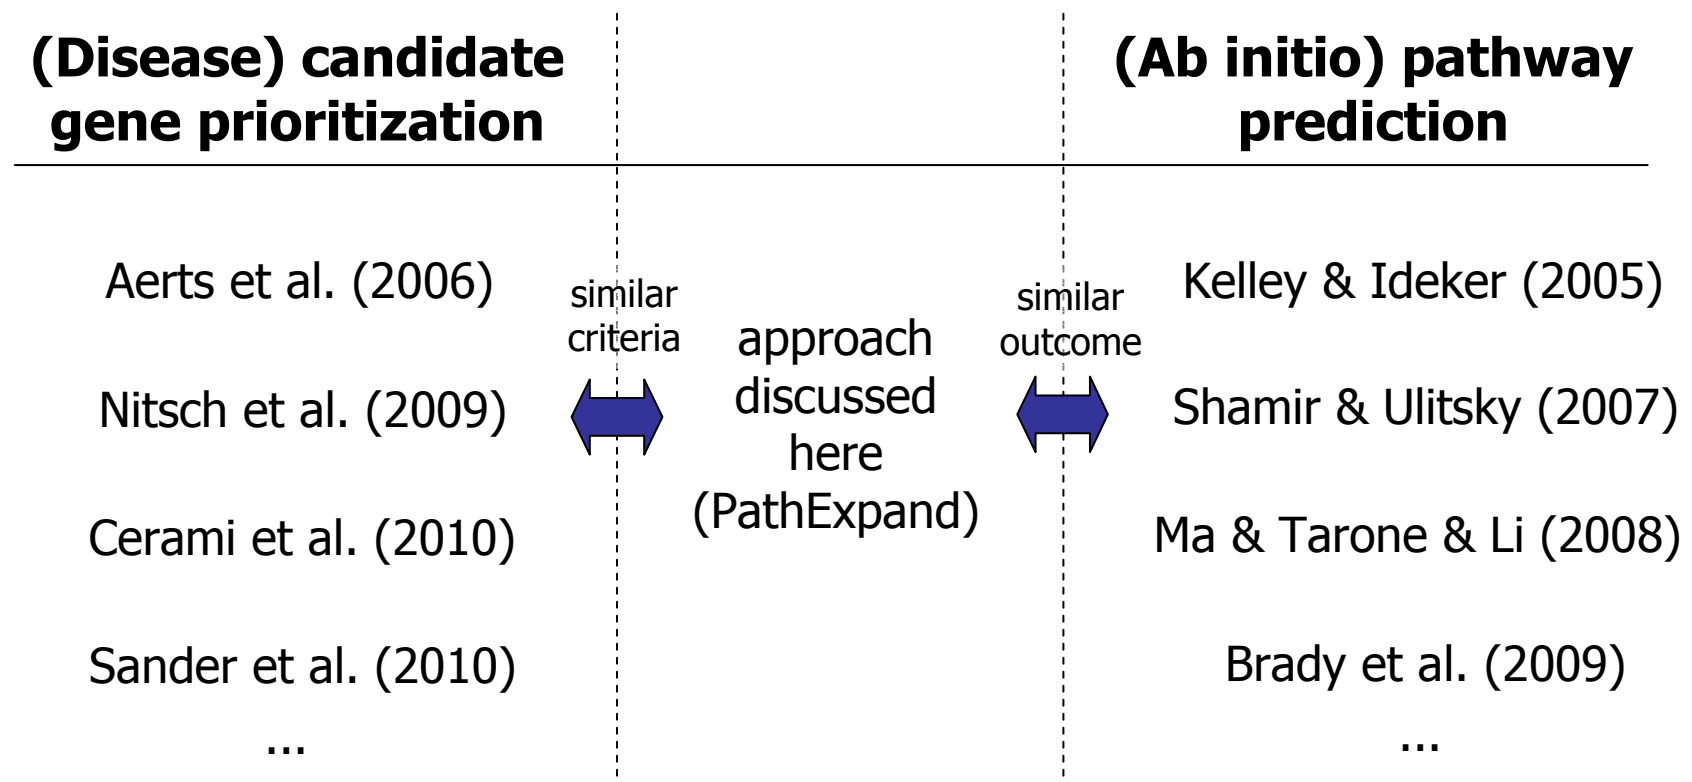 (Disease) candidate
gene prioritization
(Ab initio) pathway
prediction
Aerts et al. (2006)
Nitsch et al. (2009)
Cerami et al. (2010)
Sander et al. (2010)
...
similar
criteria
approach
discussed
here
(PathExpand)
similar
outcome
Kelley & Ideker (2005)
Shamir & Ulitsky (2007)
Ma & Tarone & Li (2008)
Brady et al. (2009)
...